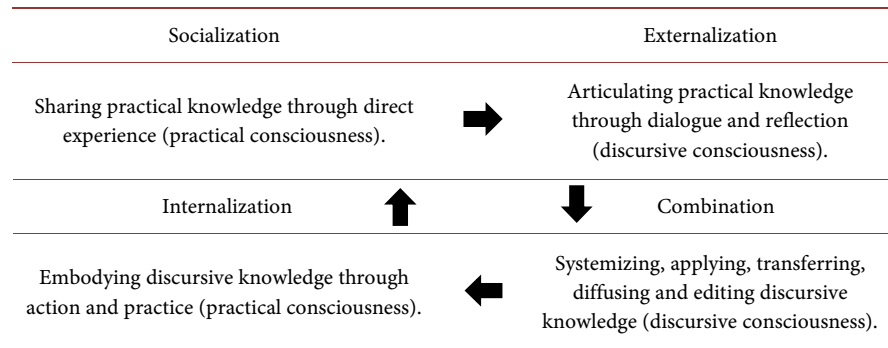 Socialization
Externalization
Sharing practical knowledge through direct
experience (practical consciousness).
Articulating practical knowledge
through dialogue and reflection
(discursive consciousness).
Internalization
Combination
Embodying discursive knowledge through
action and practice (practical consciousness).
Systemizing, applying, transferring,
diffusing and editing discursive
knowledge (discursive consciousness).